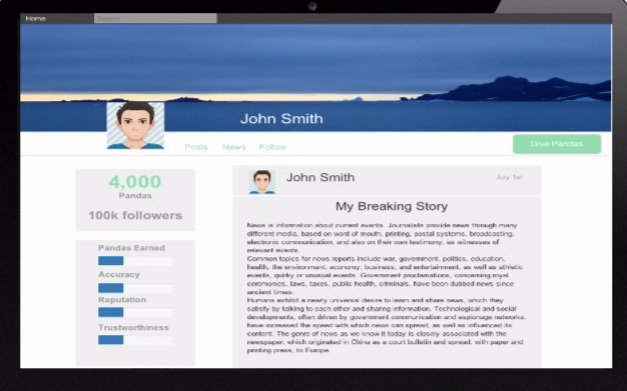 Home
Search
John Smith
Posts News Follow
Give Pandas
4,000
Pandas
100k followers
Pandas Earned
Accuracy
Reputation
Trustworthiness
John Smith
July 1st
My Breaking Story
News is information about current events. Journalists provide news through many
different media, based on word of mouth, printing, postal systems, broadcasting,
electronic communication, and also on their own testimony, as witnesses of
relevant events.
Common topics for news reports include war, government, politics, education,
health, the environment, economy, business, and entertainment, as well as athletic
events, quirky or unusual events. Government proclamations, concerning royal
ceremonies, laws, taxes, public health, criminals, have been dubbed news since
ancient times.
Humans exhibit a nearly universal desire to learn and share news, which they
satisfy by talking to each other and sharing information. Technological and social
developments, often driven by government communication and espionage networks,
have increased the speed with which news can spread, as well as influenced its
content. The genre of news as we know it today is closely associated with the
newspaper, which originated in China as a court bulletin and spread, with paper and
printing press, to Europe.